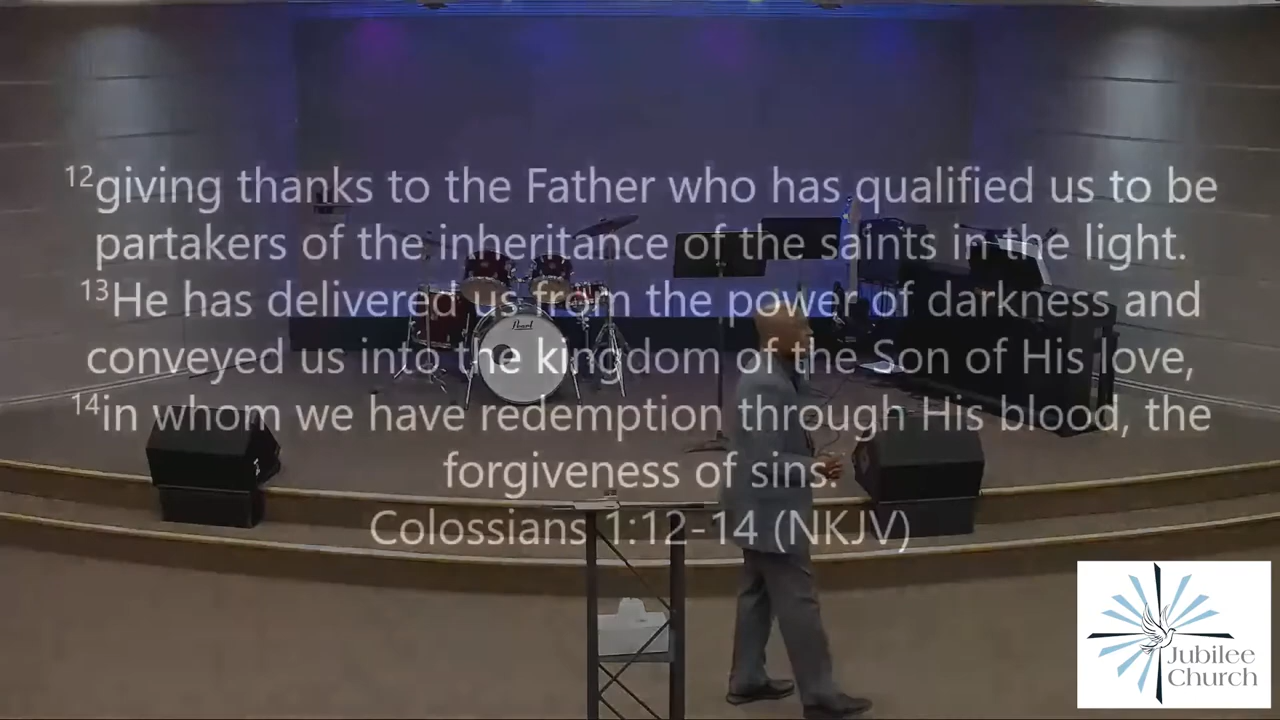 ¹²giving thanks to the Father who has qualified us to be
partakers of the inheritance of the saints in the light.
¹³He has delivered us from the power of darkness and
conveyed us into the kingdom of the Son of His love,
¹⁴in whom we have redemption through His blood, the
forgiveness of sins.
Colossians 1:12-14 (NKJV)
Pearl
Jubilee
Church